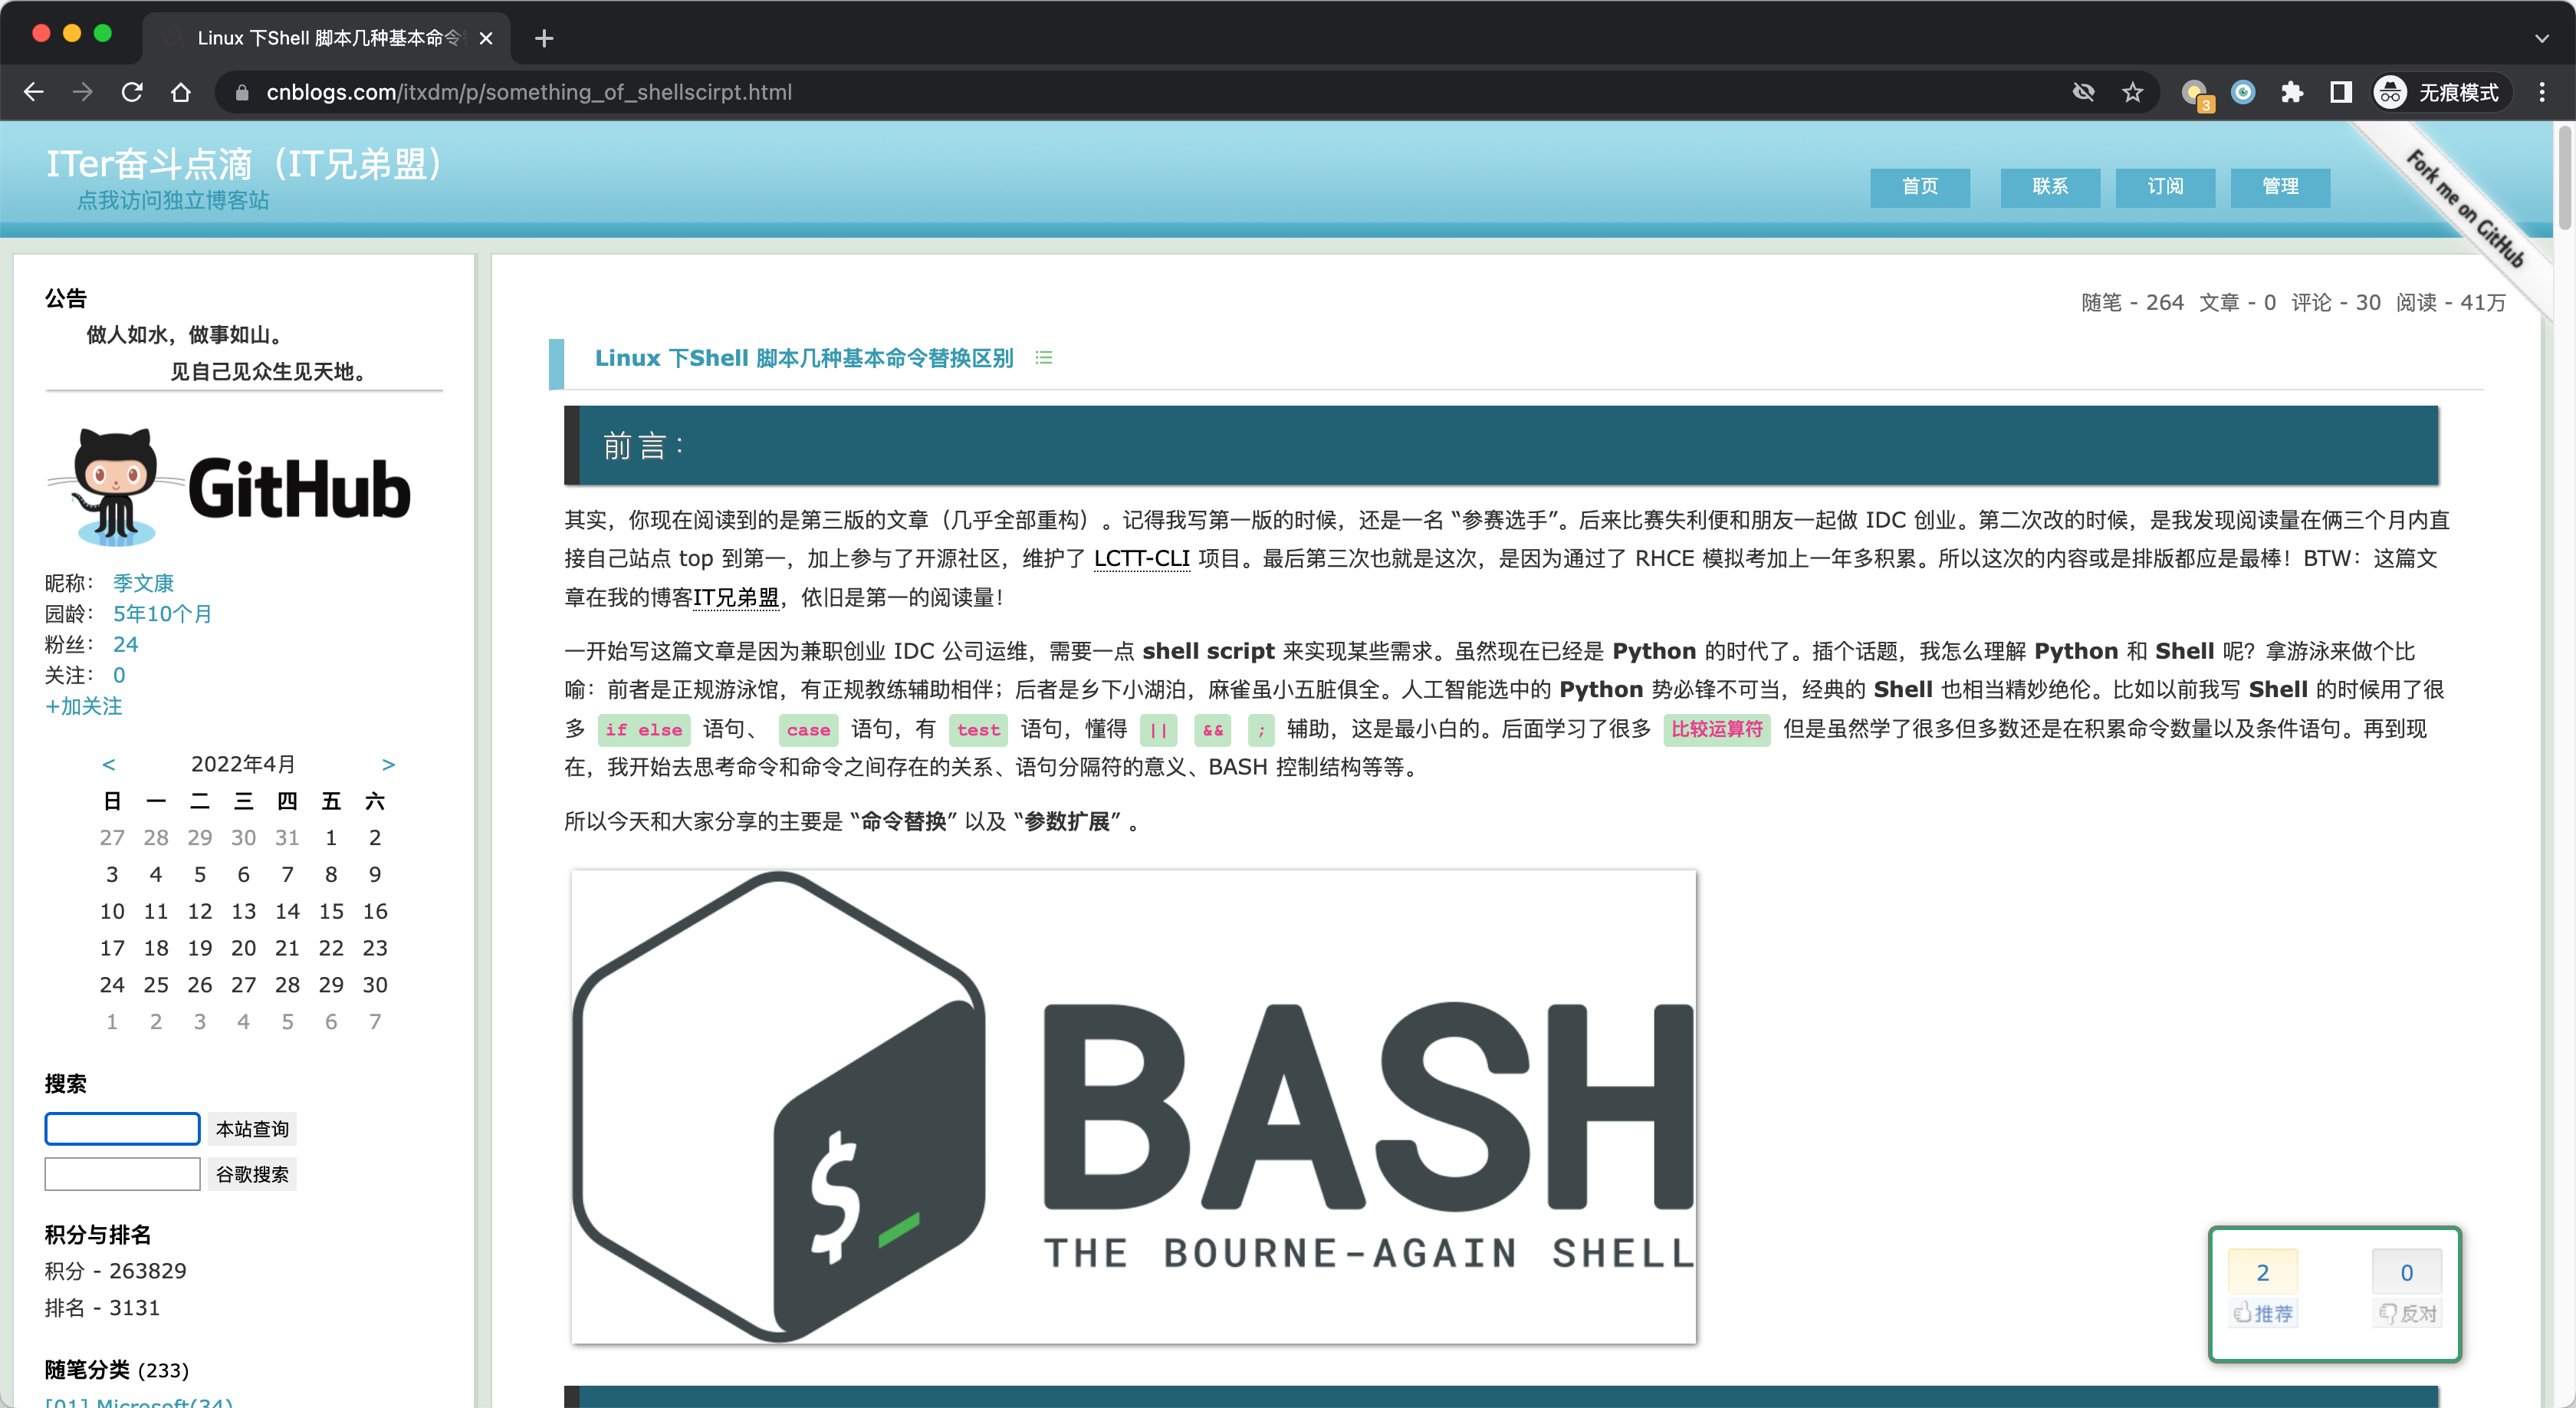 Linux 下Shell 脚本几种基本命令
cnblogs.com/itxdm/p/something_of_shellscirpt.html
3
无痕模式
ITer奋斗点滴（IT兄弟盟）
点我访问独立博客站
首页 联系 订阅 管理
Fork me on GitHub
公告
做人如水，做事如山。
见自己见众生见天地。
GitHub
昵称： 季文康
园龄： 5年10个月
粉丝： 24
关注： 0
+加关注
< 2022年4月 >
日 一 二 三 四 五 六
27 28 29 30 31 1 2
3 4 5 6 7 8 9
10 11 12 13 14 15 16
17 18 19 20 21 22 23
24 25 26 27 28 29 30
1 2 3 4 5 6 7
搜索
本站查询
谷歌搜索
积分与排名
积分 - 263829
排名 - 3131
随笔分类 (233)
[01] Microsoft(34)
随笔 - 264 文章 - 0 评论 - 30 阅读 - 41万
Linux 下Shell 脚本几种基本命令替换区别
前言：
其实，你现在阅读到的是第三版的文章（几乎全部重构）。记得我写第一版的时候，还是一名 “参赛选手”。后来比赛失利便和朋友一起做 IDC 创业。第二次改的时候，是我发现阅读量在俩三个月内直
接自己站点 top 到第一，加上参与了开源社区，维护了 LCTT-CLI 项目。最后第三次也就是这次，是因为通过了 RHCE 模拟考加上一年多积累。所以这次的内容或是排版都应是最棒！BTW：这篇文
章在我的博客IT兄弟盟，依旧是第一的阅读量！
一开始写这篇文章是因为兼职创业 IDC 公司运维，需要一点 shell script 来实现某些需求。虽然现在已经是 Python 的时代了。插个话题，我怎么理解 Python 和 Shell 呢？拿游泳来做个比
喻：前者是正规游泳馆，有正规教练辅助相伴；后者是乡下小湖泊，麻雀虽小五脏俱全。人工智能选中的 Python 势必锋不可当，经典的 Shell 也相当精妙绝伦。比如以前我写 Shell 的时候用了很
多 if else 语句、 case 语句，有 test 语句，懂得 || && ; 辅助，这是最小白的。后面学习了很多 比较运算符 但是虽然学了很多但多数还是在积累命令数量以及条件语句。再到现
在，我开始去思考命令和命令之间存在的关系、语句分隔符的意义、BASH 控制结构等等。
所以今天和大家分享的主要是 “命令替换” 以及 “参数扩展” 。
$_
BASH
THE BOURNE-AGAIN SHELL
2 0
推荐 反对